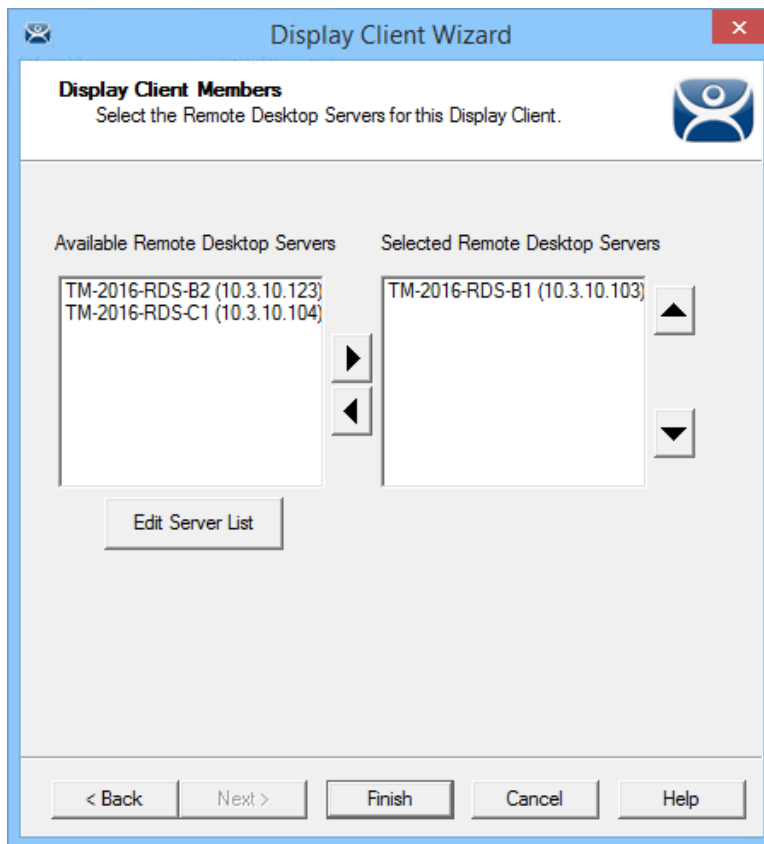 Display Client Wizard
Display Client Members
Select the Remote Desktop Servers for this Display Client.
Available Remote Desktop Servers
Selected Remote Desktop Servers
TM-2016-RDS-B2 (10.3.10.123)
TM-2016-RDS-C1 (10.3.10.104)
TM-2016-RDS-B1 (10.3.10.103)
Edit Server List
< Back
Next >
Finish
Cancel
Help